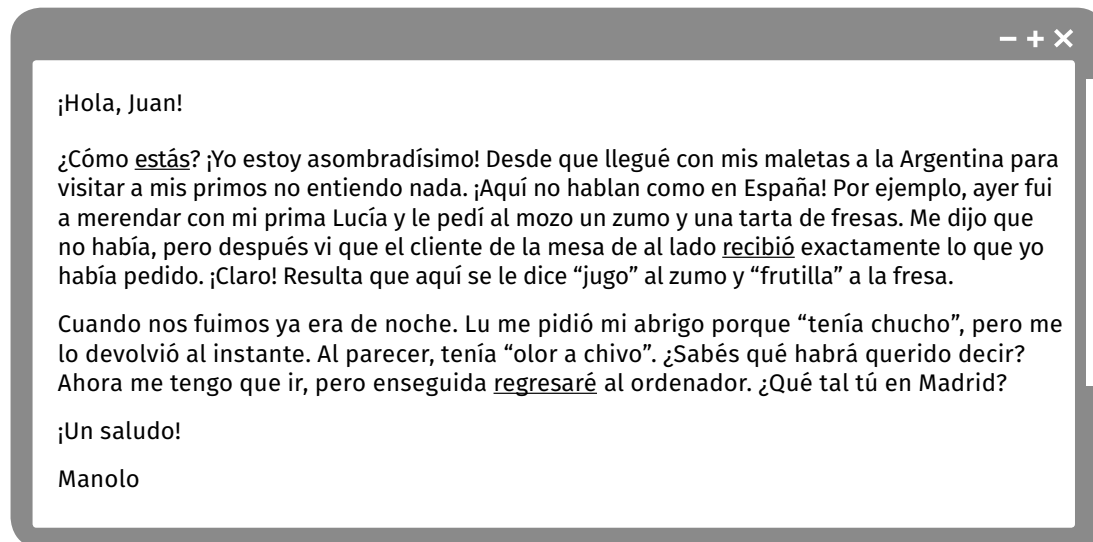 ¡Hola, Juan!
¿Cómo estás? ¡Yo estoy asombradísimo! Desde que llegué con mis maletas a la Argentina para
visitar a mis primos no entiendo nada. ¡Aquí no hablan como en España! Por ejemplo, ayer fui
a merendar con mi prima Lucía y le pedí al mozo un zumo y una tarta de fresas. Me dijo que
no había, pero después vi que el cliente de la mesa de al lado recibió exactamente lo que yo
había pedido. ¡Claro! Resulta que aquí se le dice “jugo” al zumo y “frutilla” a la fresa.
Cuando nos fuimos ya era de noche. Lu me pidió mi abrigo porque “tenía chucho”, pero me
lo devolvió al instante. Al parecer, tenía “olor a chivo”. ¿Sabés qué habrá querido decir?
Ahora me tengo que ir, pero enseguida regresaré al ordenador. ¿Qué tal tú en Madrid?
¡Un saludo!
Manolo